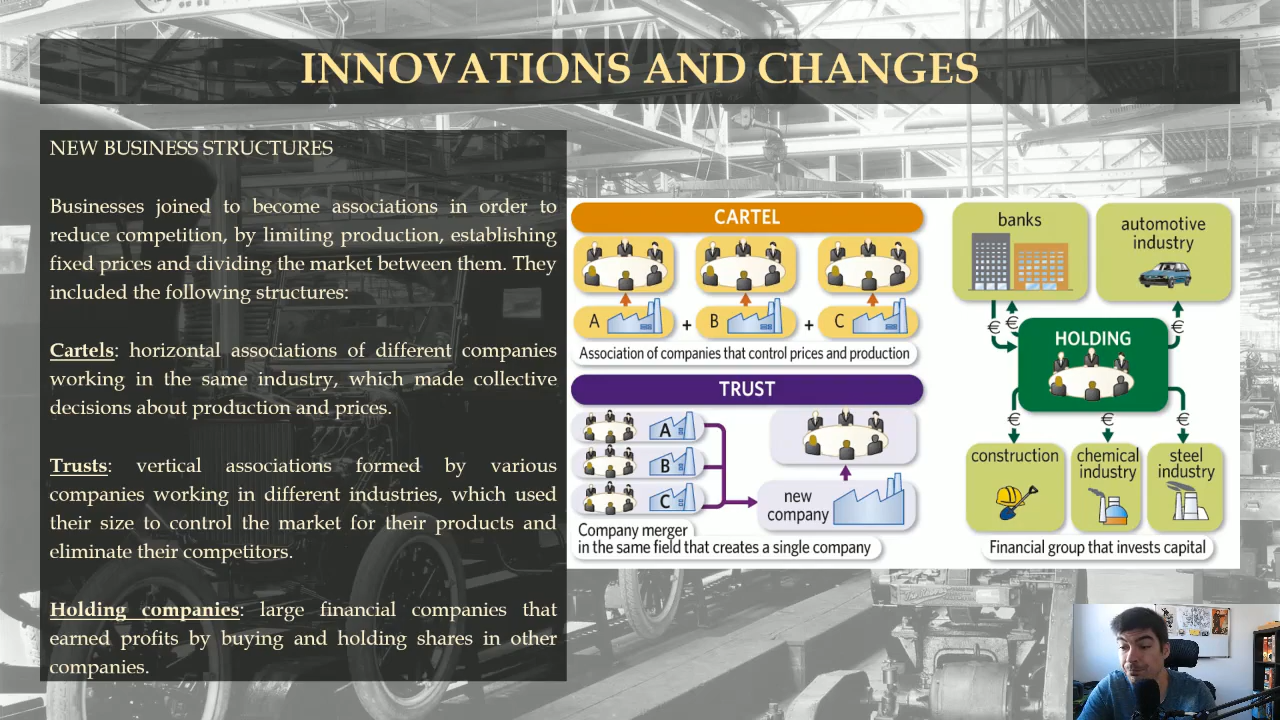 INNOVATIONS AND CHANGES
NEW BUSINESS STRUCTURES
Businesses joined to become associations in order to
reduce competition, by limiting production, establishing
fixed prices and dividing the market between them. They
included the following structures:
Cartels: horizontal associations of different companies
working in the same industry, which made collective
decisions about production and prices.
Trusts: vertical associations formed by various
companies working in different industries, which used
their size to control the market for their products and
eliminate their competitors.
Holding companies: large financial companies that
earned profits by buying and holding shares in other
companies.
CARTEL
A + B + C
Association of companies that control prices and production
TRUST
A
B
C
new
company
Company merger
in the same field that creates a single company
banks
automotive
industry
€ € €
HOLDING
€ € €
construction
chemical
industry
steel
industry
Financial group that invests capital